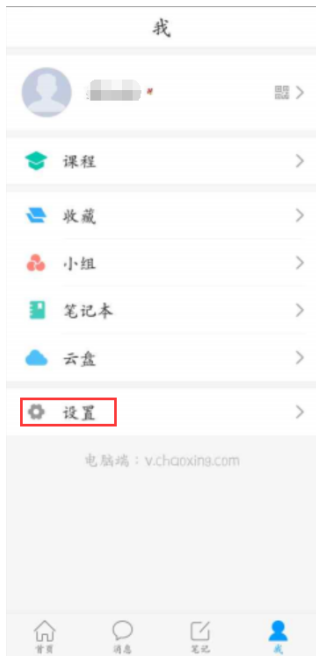 我
课程
收藏
小组
笔记本
云盘
设置
电脑端：v.chaoxing.com
首页
消息
笔记
我